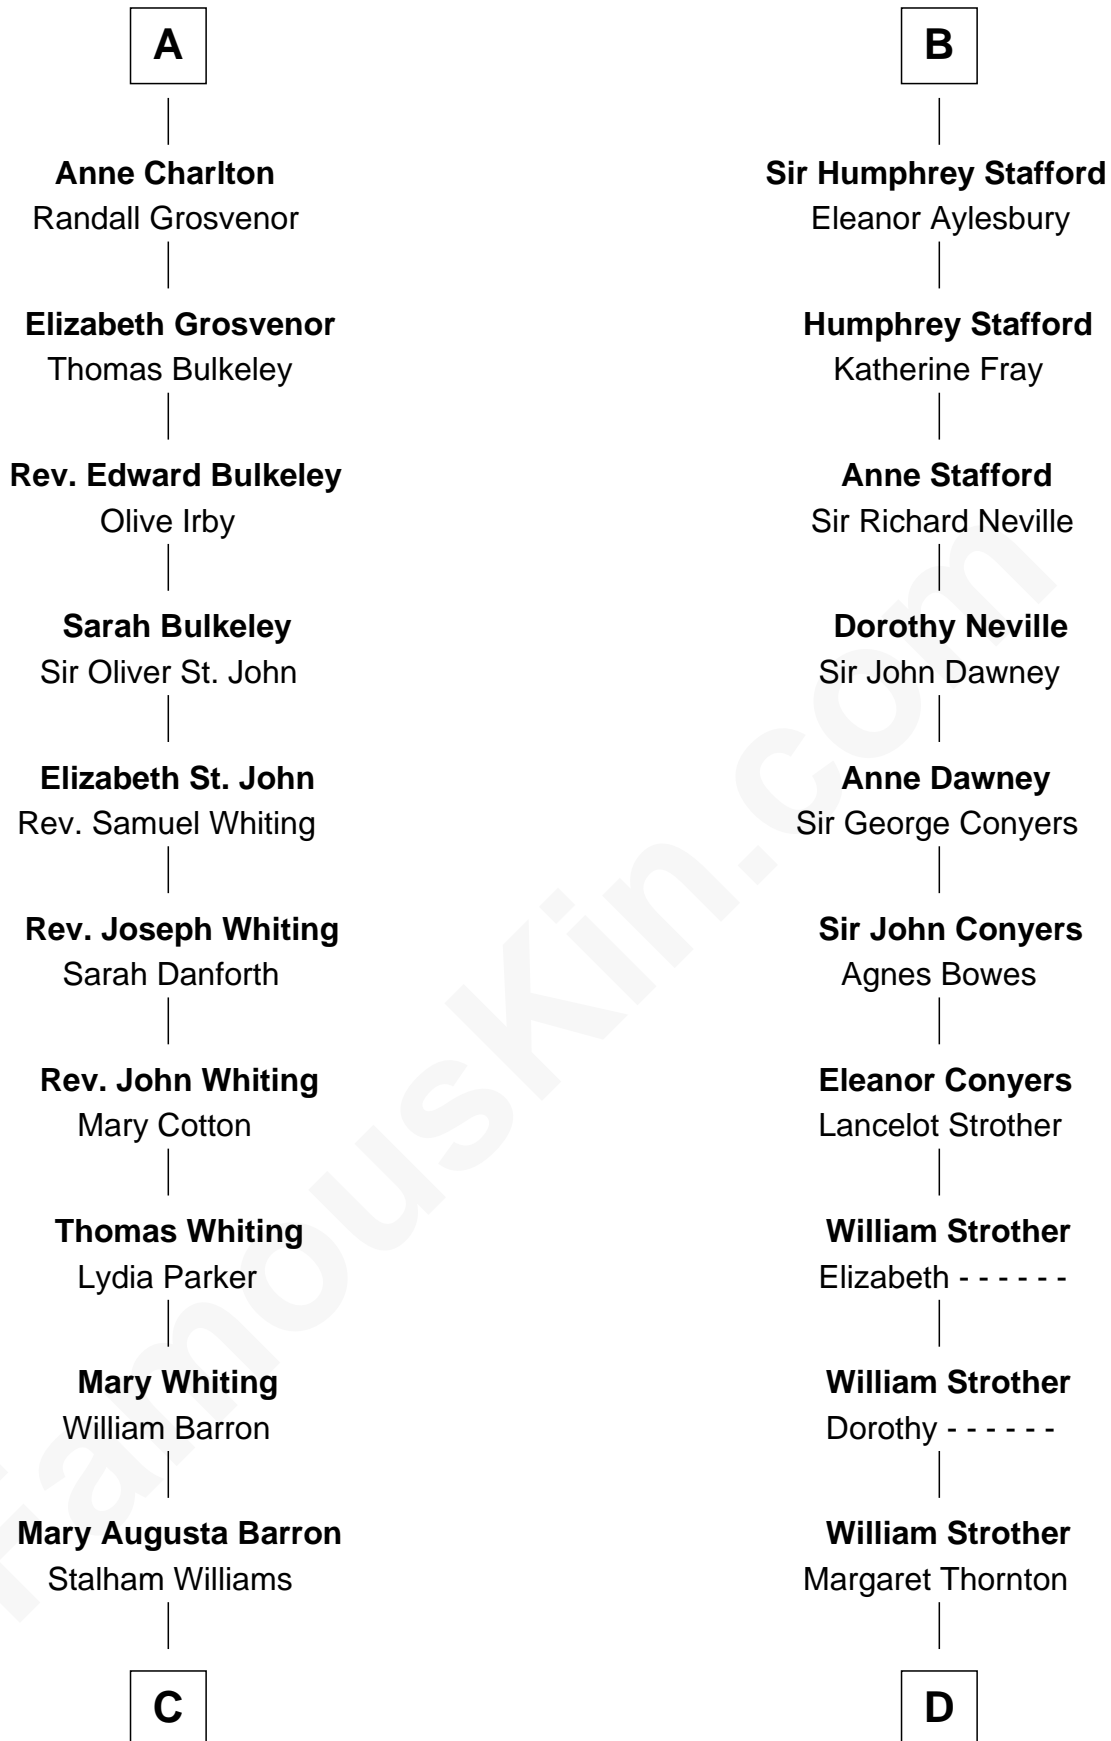 A
Anne Charlton
Randall Grosvenor
Elizabeth Grosvenor
Thomas Bulkeley
Rev. Edward Bulkeley
Olive Irby
Sarah Bulkeley
Sir Oliver St. John
Elizabeth St. John
Rev. Samuel Whiting
Rev. Joseph Whiting
Sarah Danforth
Rev. John Whiting
Mary Cotton
Thomas Whiting
Lydia Parker
Mary Whiting
William Barron
Mary Augusta Barron
Stalham Williams
C
B
Sir Humphrey Stafford
Eleanor Aylesbury
Humphrey Stafford
Katherine Fray
Anne Stafford
Sir Richard Neville
Dorothy Neville
Sir John Dawney
Anne Dawney
Sir George Conyers
Sir John Conyers
Agnes Bowes
Eleanor Conyers
Lancelot Strother
William Strother
Elizabeth - - - - - -
William Strother
Dorothy - - - - - -
William Strother
Margaret Thornton
D
FamousKin.com